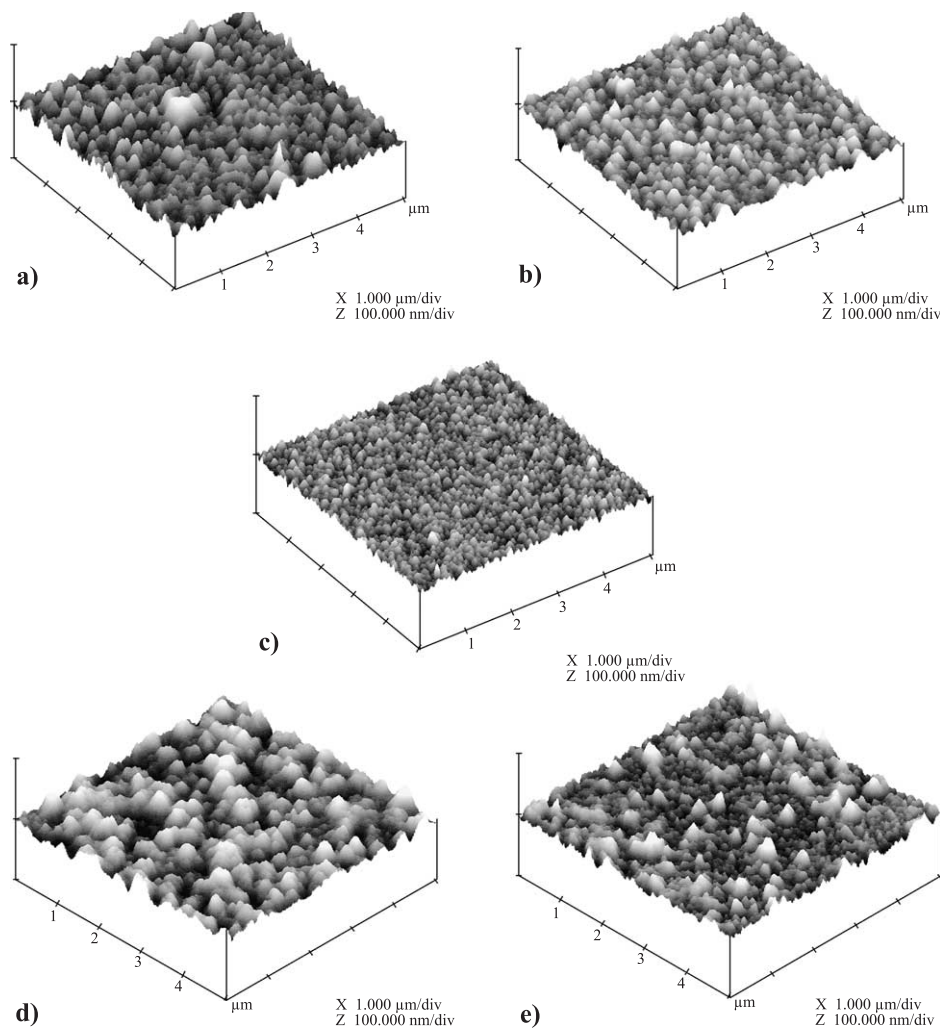 µm
4
3
2
1
a)
X 1.000 µm/div
Z 100.000 nm/div
µm
4
3
2
1
b)
X 1.000 µm/div
Z 100.000 nm/div
µm
4
3
2
1
c)
X 1.000 µm/div
Z 100.000 nm/div
1
2
3
4
µm
d)
X 1.000 µm/div
Z 100.000 nm/div
1
2
3
4
µm
e)
X 1.000 µm/div
Z 100.000 nm/div